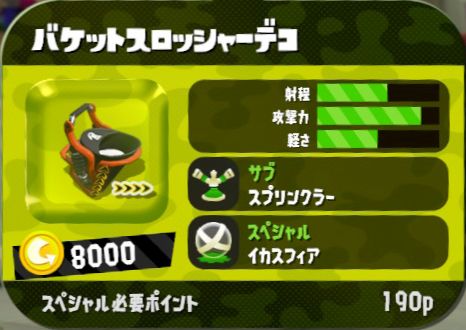 バケットスロッシャーデコ
射程
攻撃力
軽さ
サブ
スプリンクラー
スペシャル
イカスフィア
8000
スペシャル必要ポイント 190p